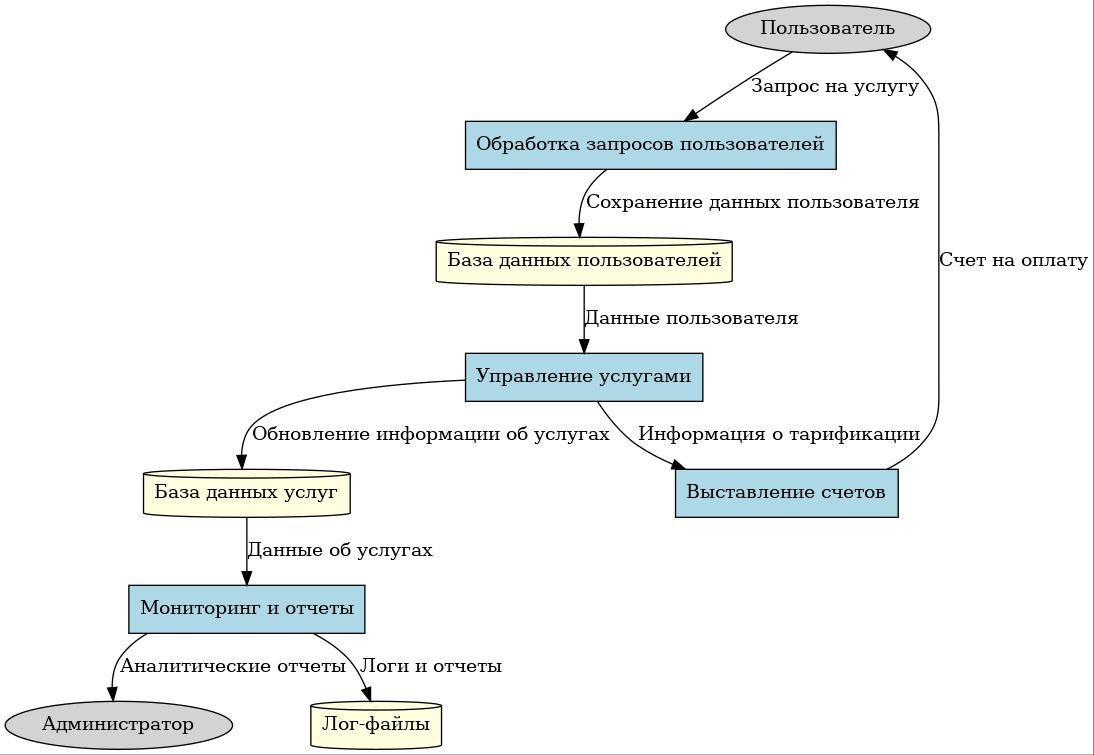 Пользователь
Запрос на услугу
Обработка запросов пользователей
Сохранение данных пользователя
База данных пользователей
Счет на оплату
Данные пользователя
Управление услугами
Обновление информации об услугах
Информация о тарификации
База данных услуг
Выставление счетов
Данные об услугах
Мониторинг и отчеты
Аналитические отчеты
Логи и отчеты
Администратор
Лог-файлы